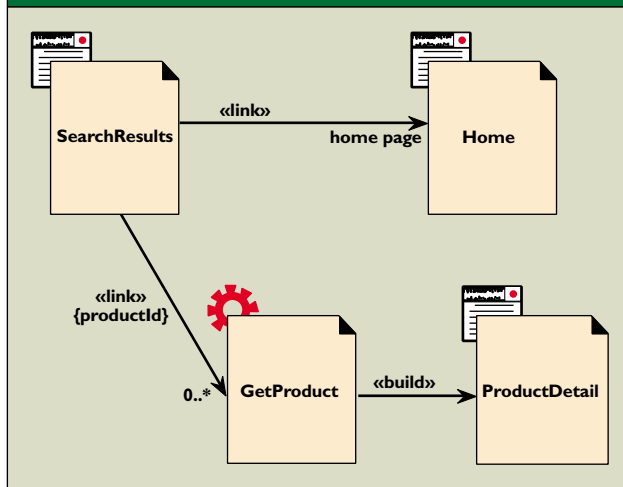 «link»
SearchResults
home page
Home
«link»
{productId}
0..*
GetProduct
«build»
ProductDetail